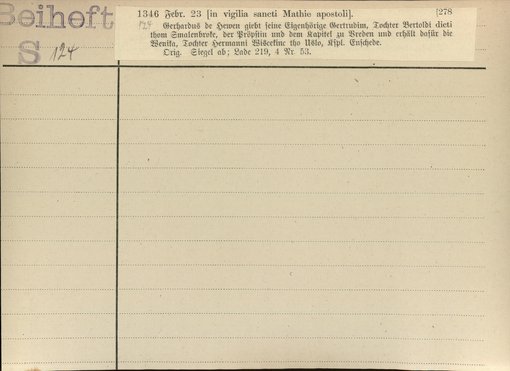 Beiheft
S 124
1346 Febr. 23 [in vigilia sancti Mathie apostoli]. [278
124 Gerhardus de Hewen giebt seine Eigenhörige Gertrudim, Tochter Bertoldi dicti
thom Smalenbroke, der Pröpstin und dem Kapitel zu Vreden und erhält dafür die
Wenika, Tochter Hermanni Wiscekinc tho Uslo, Kspl. Enschede.
Orig. Siegel ab; Lade 219, 4 Nr. 53.